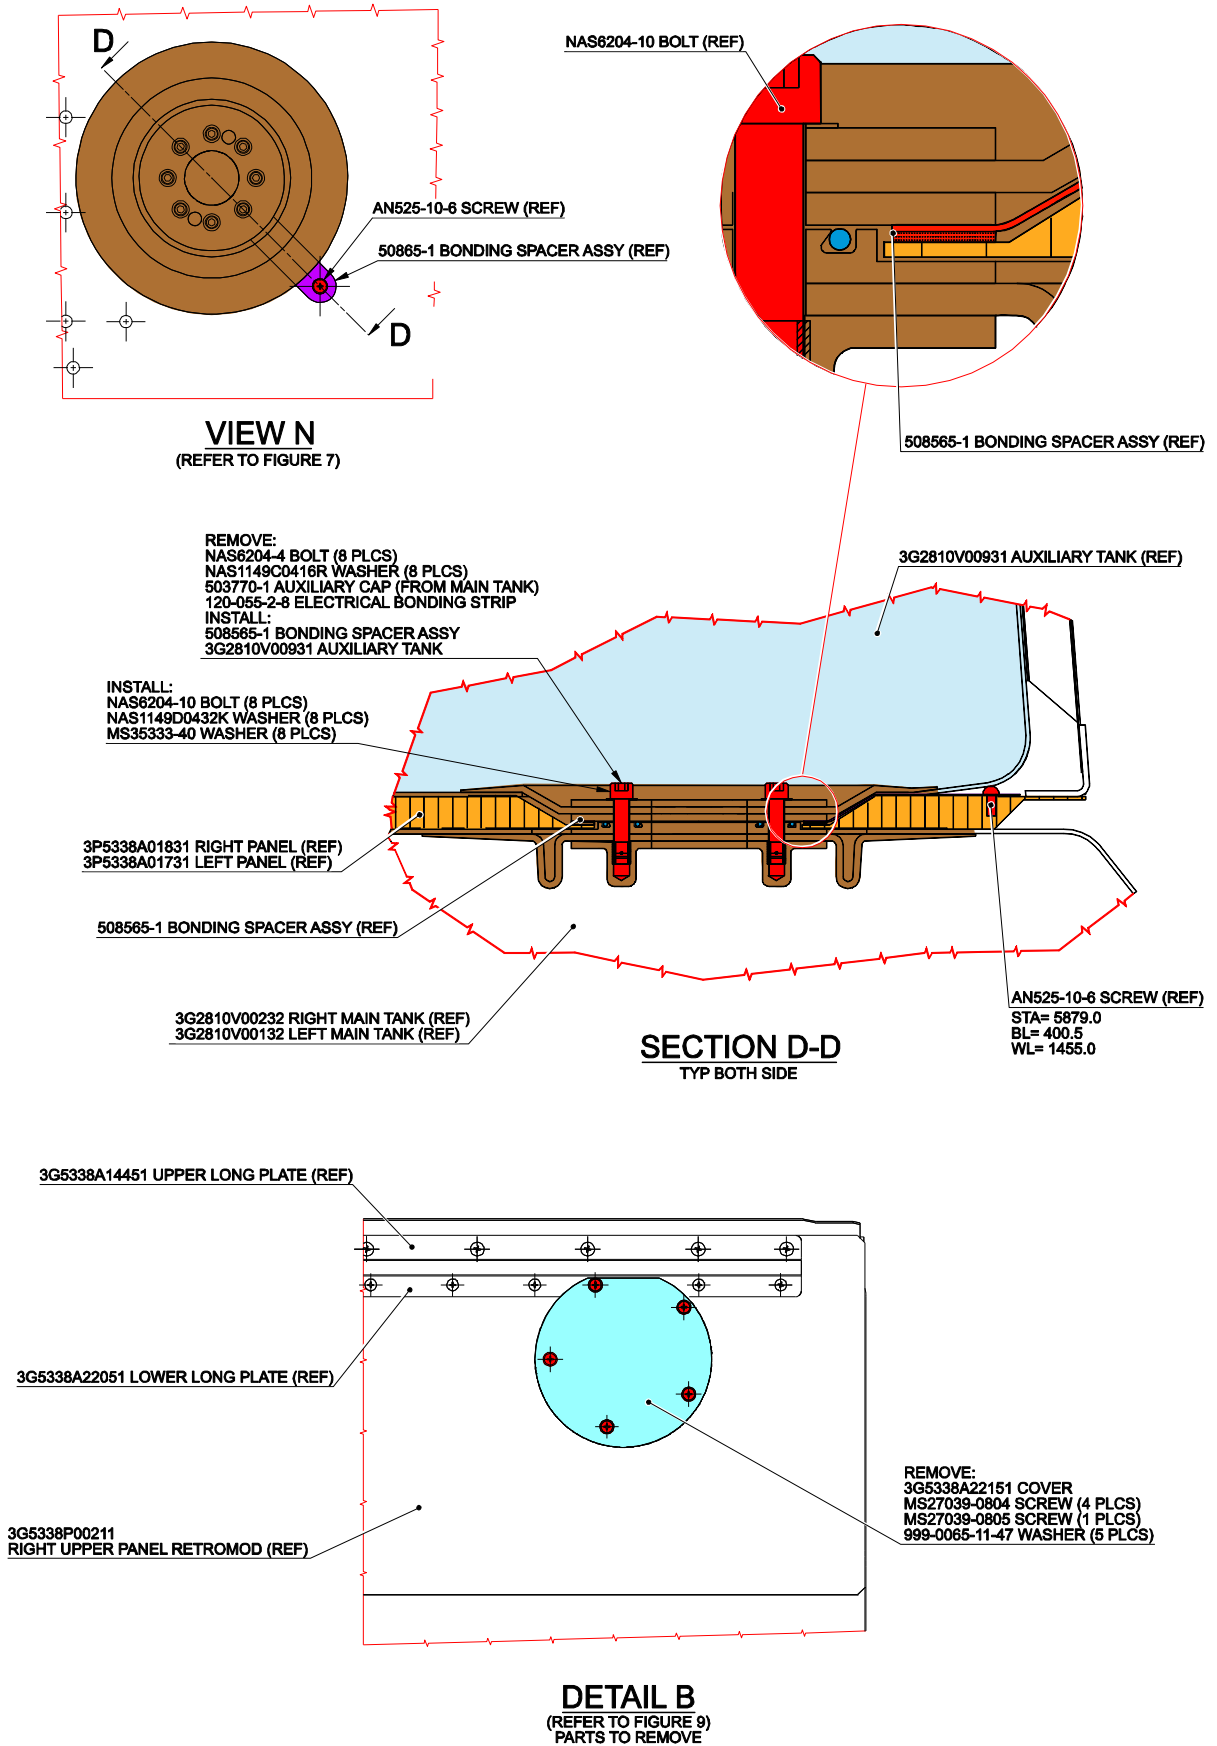 D
NAS6204-10 BOLT (REF)
AN525-10-6 SCREW (REF)
50865-1 BONDING SPACER ASSY (REF)
D
VIEW N
(REFER TO FIGURE 7)
508565-1 BONDING SPACER ASSY (REF)
REMOVE:
NAS6204-4 BOLT (8 PLCS)
NAS1149C0416R WASHER (8 PLCS)
503770-1 AUXILIARY CAP (FROM MAIN TANK)
120-055-2-8 ELECTRICAL BONDING STRIP
INSTALL:
508565-1 BONDING SPACER ASSY
3G2810V00931 AUXILIARY TANK
3G2810V00931 AUXILIARY TANK (REF)
INSTALL:
NAS6204-10 BOLT (8 PLCS)
NAS1149D0432K WASHER (8 PLCS)
MS35333-40 WASHER (8 PLCS)
3P5338A01831 RIGHT PANEL (REF)
3P5338A01731 LEFT PANEL (REF)
508565-1 BONDING SPACER ASSY (REF)
3G2810V00232 RIGHT MAIN TANK (REF)
3G2810V00132 LEFT MAIN TANK (REF)
AN525-10-6 SCREW (REF)
STA= 5879.0
BL= 400.5
WL= 1455.0
SECTION D-D
TYP BOTH SIDE
3G5338A14451 UPPER LONG PLATE (REF)
3G5338A22051 LOWER LONG PLATE (REF)
REMOVE:
3G5338A22151 COVER
MS27039-0804 SCREW (4 PLCS)
MS27039-0805 SCREW (1 PLCS)
999-0065-11-47 WASHER (5 PLCS)
3G5338P00211
RIGHT UPPER PANEL RETROMOD (REF)
DETAIL B
(REFER TO FIGURE 9)
PARTS TO REMOVE